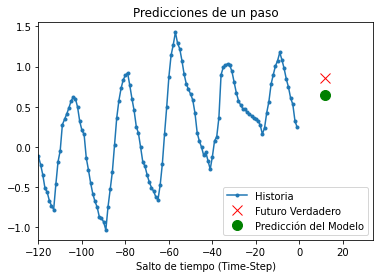 Predicciones de un paso
1.5
1.0
0.5
0.0
−0.5
−1.0
Historia
Futuro Verdadero
Predicción del Modelo
−120 −100 −80 −60 −40 −20 0 20
Salto de tiempo (Time-Step)